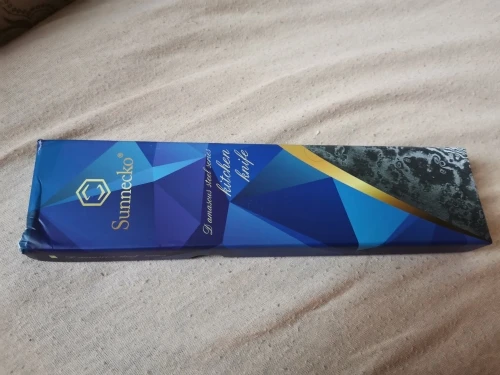 Sunnecko®
Damascus steel series
kitchen
knife